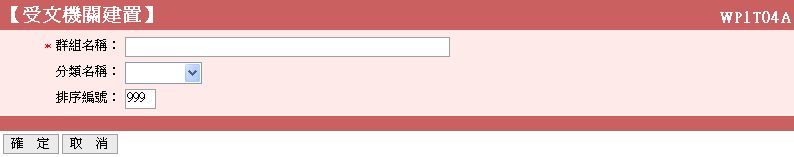 【受文機關建置】 WP1T04A
* 群組名稱：
分類名稱：
排序編號： 999
確 定 取 消